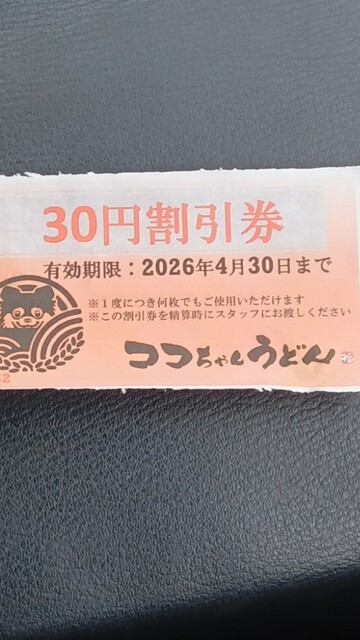 30円割引券
有効期限：2026年4月30日まで
※１度につき何枚でもご使用いただけます
※この割引券を精算時にスタッフにお渡しください
ココちゃんうどん